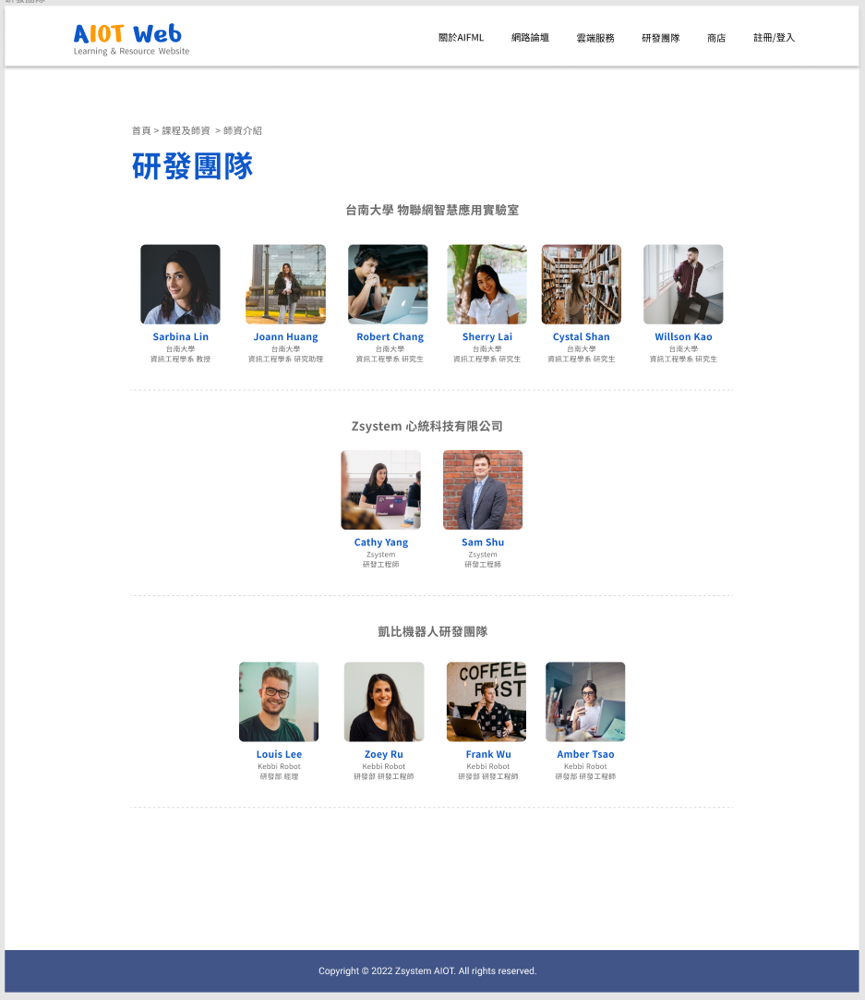 AIOT Web
Learning & Resource Website
關於AIFML 網路論壇 雲端服務 研發團隊 商店 註冊/登入
首頁 > 課程及師資 > 師資介紹
研發團隊
台南大學 物聯網智慧應用實驗室
Sarbina Lin
台南大學
資訊工程學系 教授
Joann Huang
台南大學
資訊工程學系 研究助理
Robert Chang
台南大學
資訊工程學系 研究生
Sherry Lai
台南大學
資訊工程學系 研究生
Cystal Shan
台南大學
資訊工程學系 研究生
Willson Kao
台南大學
資訊工程學系 研究生
Zsystem 心統科技有限公司
Cathy Yang
Zsystem
研發工程師
Sam Shu
Zsystem
研發工程師
凱比機器人研發團隊
COFFEE
FIRST
Louis Lee
Kebbi Robot
研發部 經理
Zoey Ru
Kebbi Robot
研發部 研發工程師
Frank Wu
Kebbi Robot
研發部 研發工程師
Amber Tsao
Kebbi Robot
研發部 研發工程師
Copyright © 2022 Zsystem AIOT. All rights reserved.